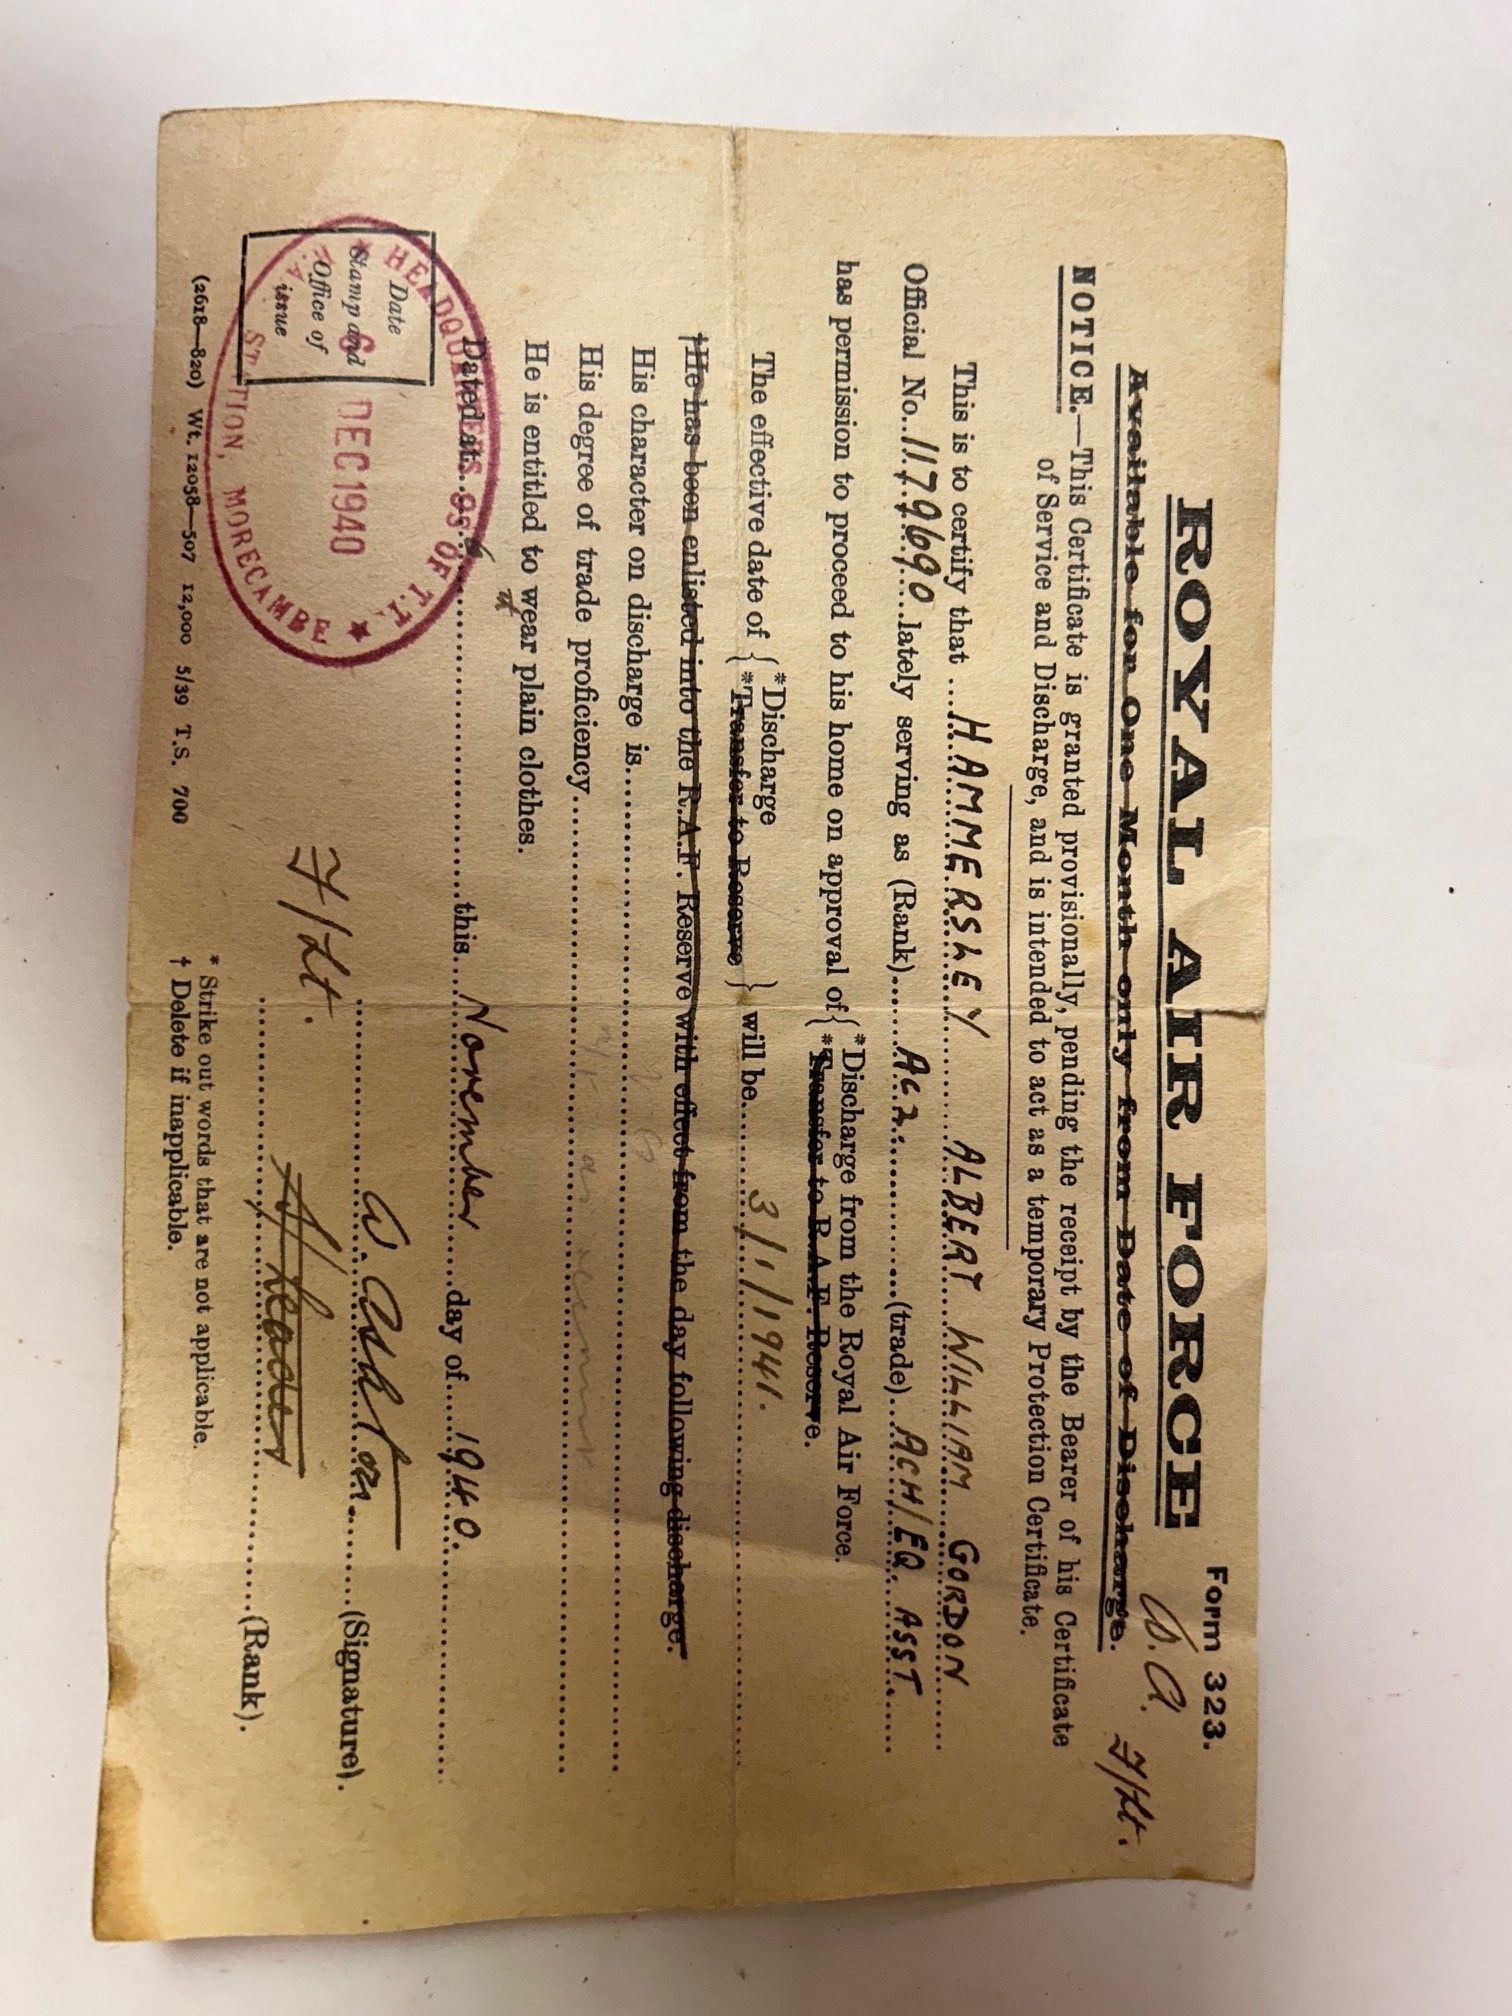 Form 323.
ROYAL AIR FORCE
W.A. F/Lt.
Available for One Month only from Date of Discharge.
NOTICE.—This Certificate is granted provisionally, pending the receipt by the Bearer of his Certificate
of Service and Discharge, and is intended to act as a temporary Protection Certificate.
This is to certify that HAMMERSLEY ALBERT WILLIAM GORDON
Official No. 1179690 lately serving as (Rank) AC2. (trade) ACH/EQ. ASST
has permission to proceed to his home on approval of { *Discharge from the Royal Air Force.
*Transfer to R.A.F. Reserve.
The effective date of { *Discharge
*Transfer to Reserve } will be 3/1/1941.
†He has been enlisted into the R.A.F. Reserve with effect from the day following discharge.
His character on discharge is
His degree of trade proficiency
He is entitled to wear plain clothes.
Dated at this November day of 1940.
W. Ashton (Signature).
F/Lt. (Rank).
Date
Stamp and
Office of
issue
HEADQUARTERS
6 DEC 1940
STATION, MORECAMBE
* Strike out words that are not applicable.
† Delete if inapplicable.
(2618—820) Wt. 12058—507 12,000 5/39 T.S. 700